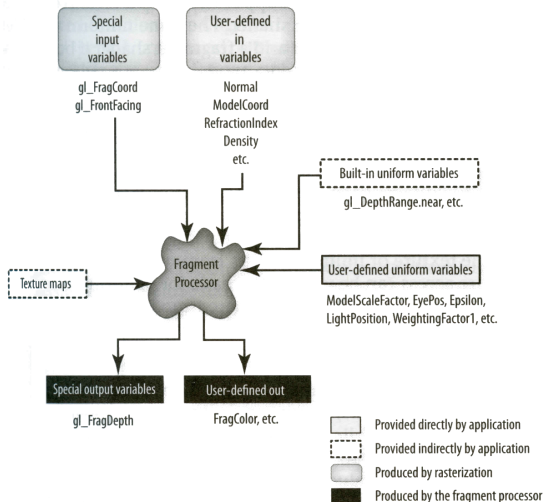 Special
input
variables
User-defined
in
variables
gl_FragCoord
gl_FrontFacing
Normal
ModelCoord
RefractionIndex
Density
etc.
Built-in uniform variables
gl_DepthRange.near, etc.
Fragment
Processor
Texture maps
User-defined uniform variables
ModelScaleFactor, EyePos, Epsilon,
LightPosition, WeightingFactor1, etc.
Special output variables
User-defined out
gl_FragDepth
FragColor, etc.
Provided directly by application
Provided indirectly by application
Produced by rasterization
Produced by the fragment processor